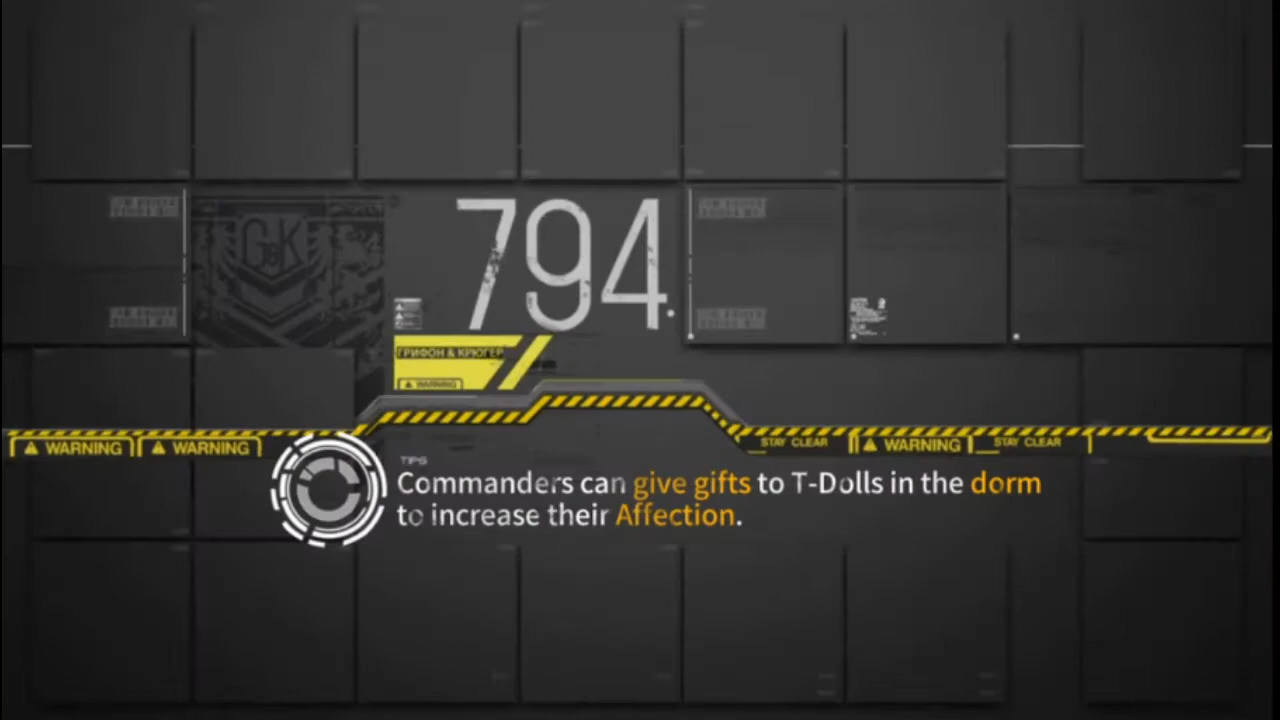 G&K
794.
ГРИФОН & КРЮГЕР
WARNING
WARNING
WARNING
STAY CLEAR
WARNING
STAY CLEAR
TIPS
Commanders can give gifts to T-Dolls in the dorm
to increase their Affection.